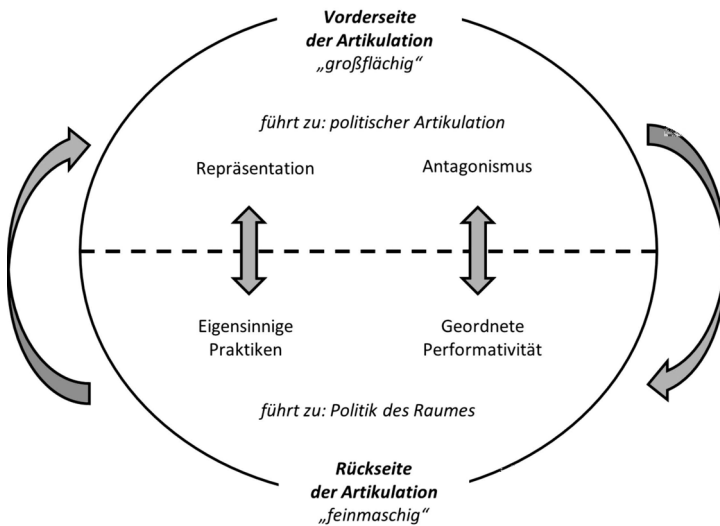 Vorderseite
der Artikulation
„großflächig“
führt zu: politischer Artikulation
Repräsentation
Antagonismus
Eigensinnige
Praktiken
Geordnete
Performativität
führt zu: Politik des Raumes
Rückseite
der Artikulation
„feinmaschig“